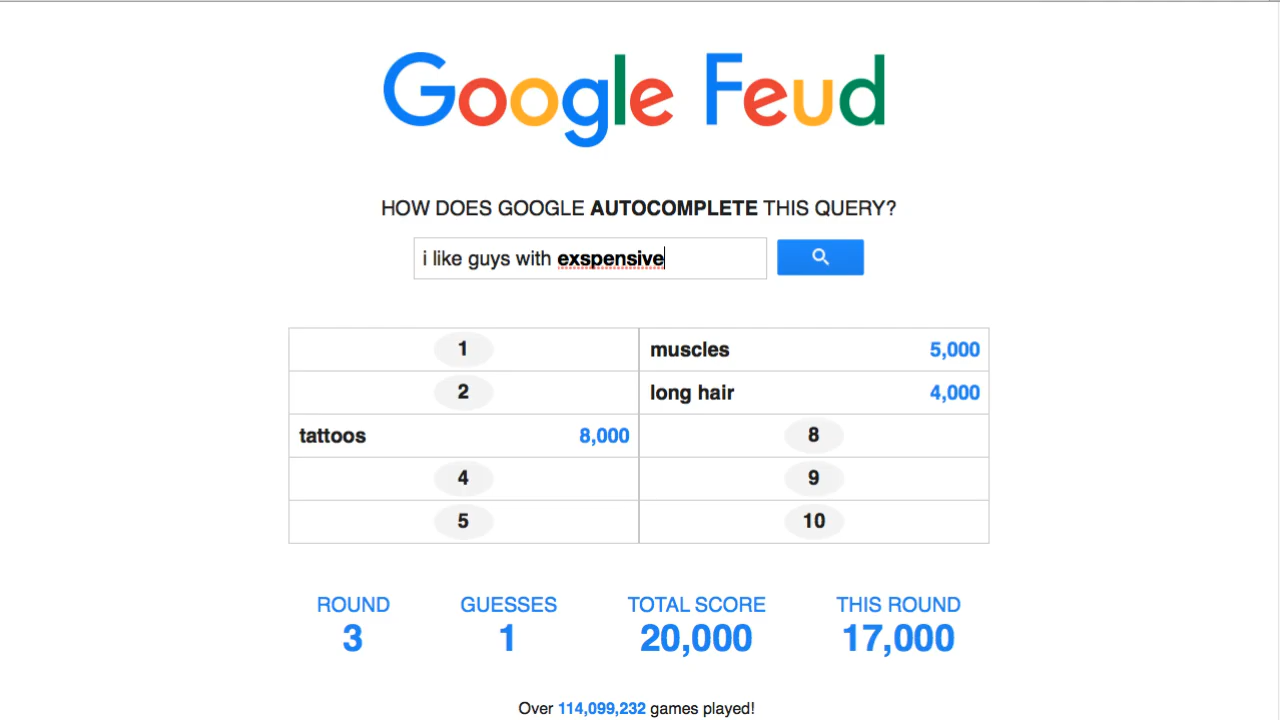 Google Feud
HOW DOES GOOGLE AUTOCOMPLETE THIS QUERY?
i like guys with exspensive
1 muscles 5,000
2 long hair 4,000
tattoos 8,000 8
4 9
5 10
ROUND GUESSES TOTAL SCORE THIS ROUND
3 1 20,000 17,000
Over 114,099,232 games played!